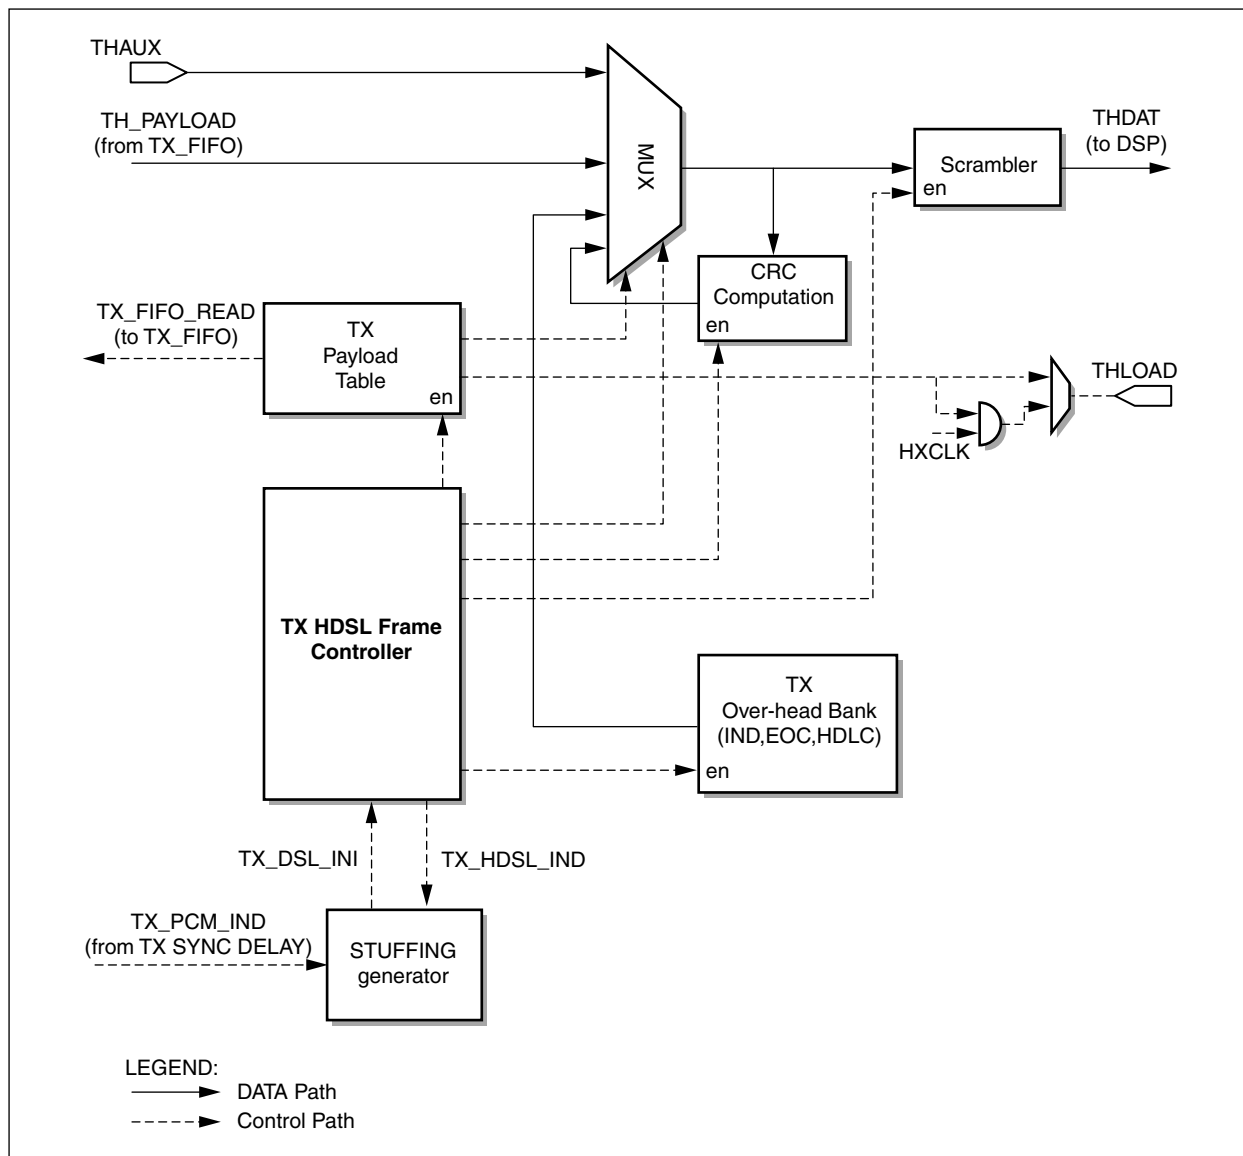 THAUX
TH_PAYLOAD
(from TX_FIFO)
MUX
THDAT
(to DSP)
Scrambler
en
CRC
Computation
en
TX_FIFO_READ
(to TX_FIFO)
TX
Payload
Table
en
THLOAD
HXCLK
TX HDSL Frame
Controller
TX
Over-head Bank
(IND,EOC,HDLC)
en
TX_DSL_INI
TX_HDSL_IND
TX_PCM_IND
(from TX SYNC DELAY)
STUFFING
generator
LEGEND:
DATA Path
Control Path